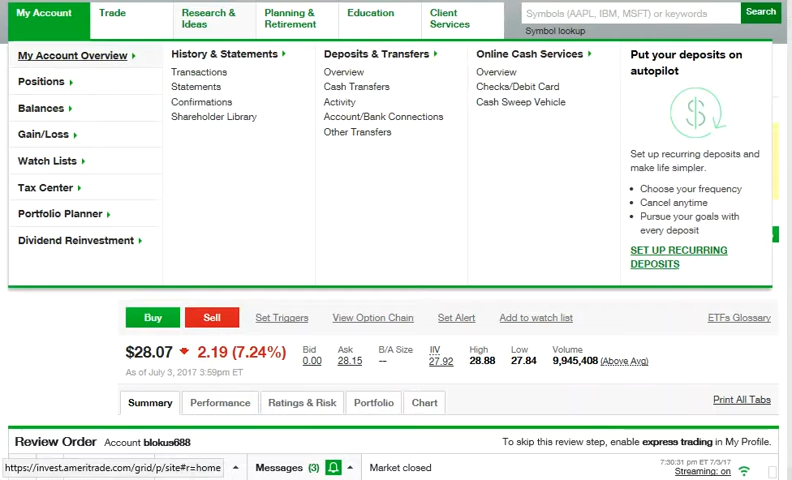 My Account
Trade
Research &
Ideas
Planning &
Retirement
Education
Client
Services
Symbols (AAPL, IBM, MSFT) or keywords
Search
Symbol lookup
My Account Overview
Positions
Balances
Gain/Loss
Watch Lists
Tax Center
Portfolio Planner
Dividend Reinvestment
History & Statements
Transactions
Statements
Confirmations
Shareholder Library
Deposits & Transfers
Overview
Cash Transfers
Activity
Account/Bank Connections
Other Transfers
Online Cash Services
Overview
Checks/Debit Card
Cash Sweep Vehicle
Put your deposits on
autopilot
$
Set up recurring deposits and
make life simpler.
• Choose your frequency
• Cancel anytime
• Pursue your goals with
every deposit
SET UP RECURRING
DEPOSITS
Buy Sell Set Triggers View Option Chain Set Alert Add to watch list ETFs Glossary
$28.07 2.19 (7.24%)
As of July 3, 2017 3:59pm ET
Bid
0.00
Ask
28.15
B/A Size
--
IIV
27.92
High
28.88
Low
27.84
Volume
9,945,408 (Above Avg)
Summary Performance Ratings & Risk Portfolio Chart Print All Tabs
Review Order Account blokus688 To skip this review step, enable express trading in My Profile.
https://invest.ameritrade.com/grid/p/site#r=home
Messages (3)
Market closed
7:30:31 pm ET 7/3/17
Streaming: on